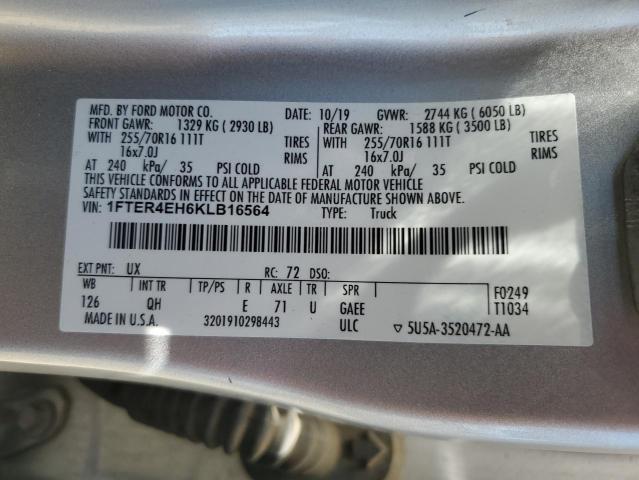 MFD. BY FORD MOTOR CO. DATE: 10/19 GVWR: 2744 KG ( 6050 LB)
FRONT GAWR: 1329 KG ( 2930 LB) REAR GAWR: 1588 KG ( 3500 LB)
WITH 255/70R16 111T TIRES WITH 255/70R16 111T TIRES
16x7.0J RIMS 16x7.0J RIMS
AT 240 kPa/ 35 PSI COLD AT 240 kPa/ 35 PSI COLD
THIS VEHICLE CONFORMS TO ALL APPLICABLE FEDERAL MOTOR VEHICLE
SAFETY STANDARDS IN EFFECT ON THE DATE OF MANUFACTURE SHOWN ABOVE.
VIN: 1FTER4EH6KLB16564 TYPE: Truck
EXT PNT: UX RC: 72 DSO:
WB INT TR TP/PS R AXLE TR SPR F0249
126 QH E 71 U GAEE T1034
MADE IN U.S.A. 3201910298443 ULC ▽ 5U5A-3520472-AA